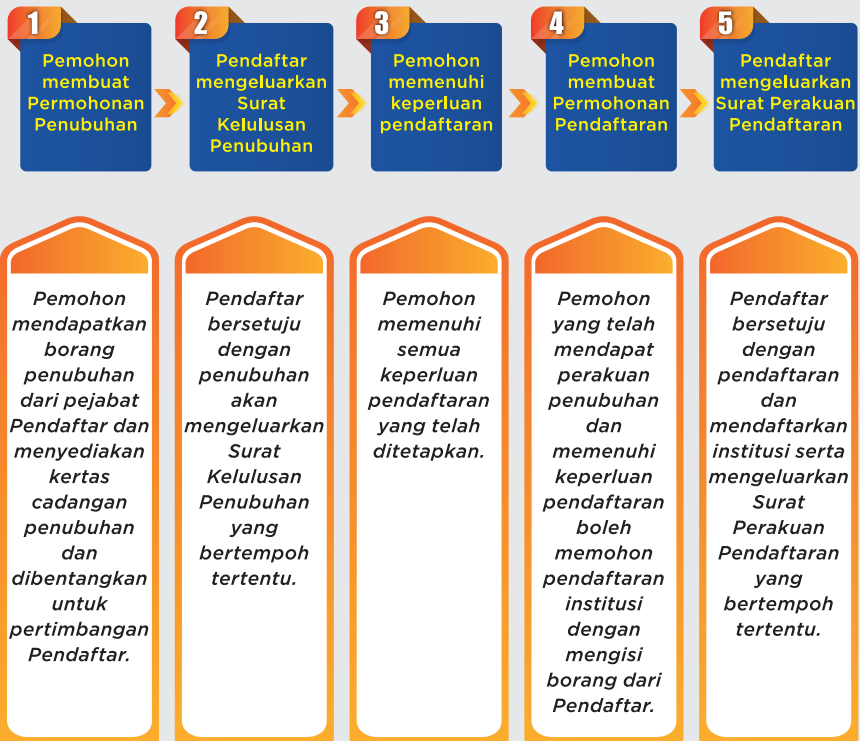 1
Pemohon
membuat
Permohonan
Penubuhan
2
Pendaftar
mengeluarkan
Surat
Kelulusan
Penubuhan
3
Pemohon
memenuhi
keperluan
pendaftaran
4
Pemohon
membuat
Permohonan
Pendaftaran
5
Pendaftar
mengeluarkan
Surat Perakuan
Pendaftaran
Pemohon
mendapatkan
borang
penubuhan
dari pejabat
Pendaftar dan
menyediakan
kertas
cadangan
penubuhan
dan
dibentangkan
untuk
pertimbangan
Pendaftar.
Pendaftar
bersetuju
dengan
penubuhan
akan
mengeluarkan
Surat
Kelulusan
Penubuhan
yang
bertempoh
tertentu.
Pemohon
memenuhi
semua
keperluan
pendaftaran
yang telah
ditetapkan.
Pemohon
yang telah
mendapat
perakuan
penubuhan
dan
memenuhi
keperluan
pendaftaran
boleh
memohon
pendaftaran
institusi
dengan
mengisi
borang dari
Pendaftar.
Pendaftar
bersetuju
dengan
pendaftaran
dan
mendaftarkan
institusi serta
mengeluarkan
Surat
Perakuan
Pendaftaran
yang
bertempoh
tertentu.